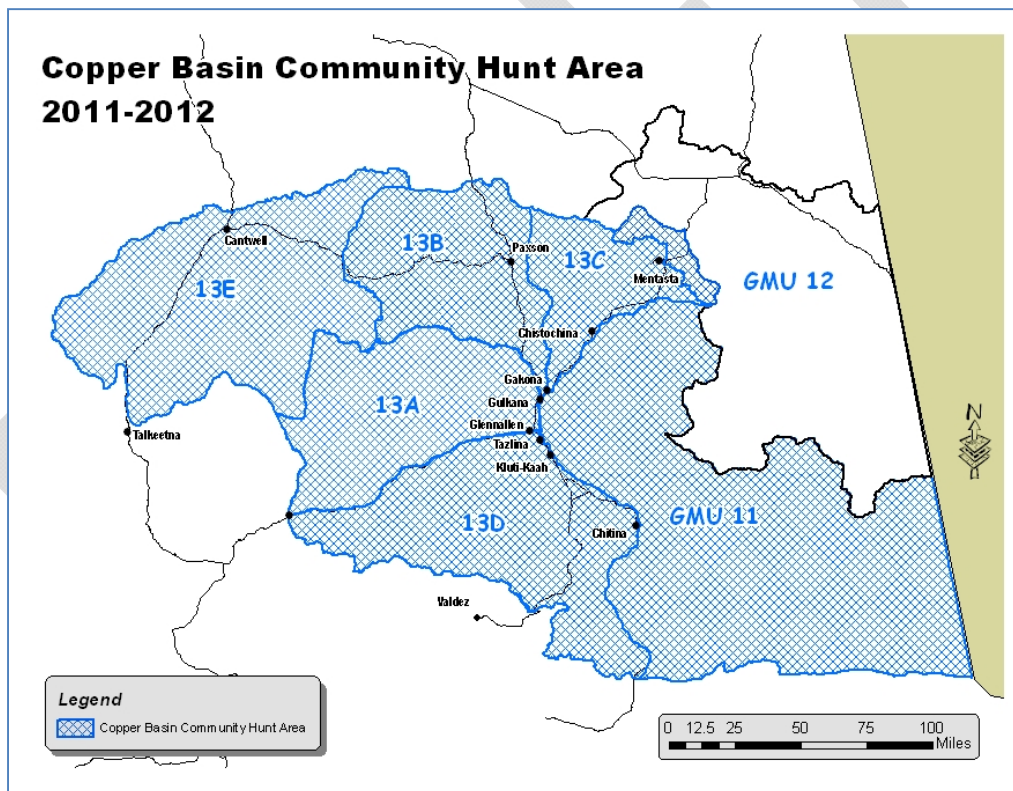 Copper Basin Community Hunt Area
2011-2012
Cantwell
13B
Paxson
13C
Mentasta
13E
GMU 12
Chistochina
Gakona
13A
Gulkana
Glennallen
Talkeetna
Tazlina
Kluti-Kaah
N
13D
GMU 11
Chitina
Valdez
Legend
Copper Basin Community Hunt Area
0 12.5 25 50 75 100
Miles